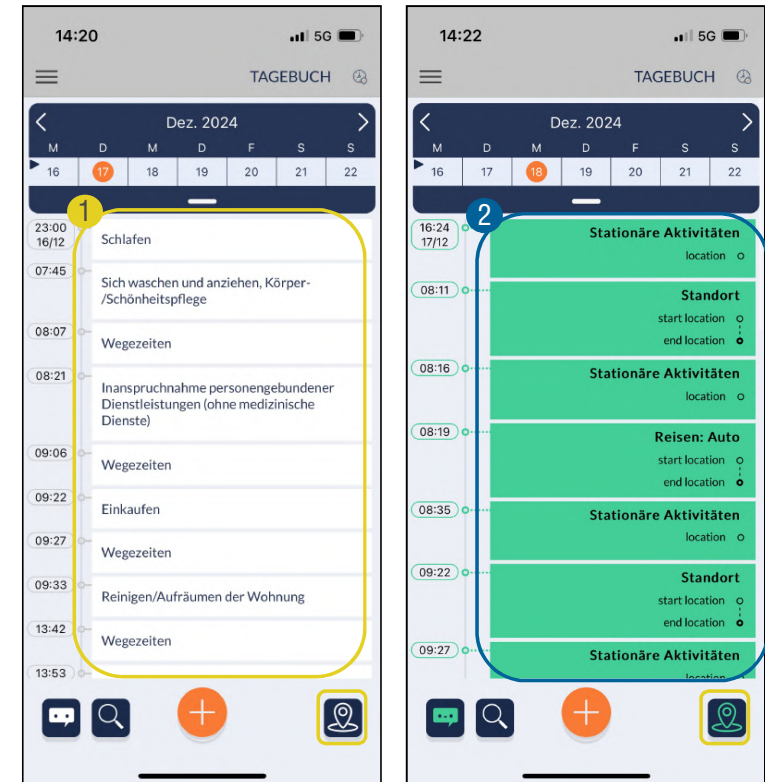 14:20
5G
TAGEBUCH
Dez. 2024
M D M D F S S
16 17 18 19 20 21 22
1
23:00
16/12
Schlafen
07:45
Sich waschen und anziehen, Körper-
/Schönheitspflege
08:07
Wegezeiten
08:21
Inanspruchnahme personengebundener
Dienstleistungen (ohne medizinische
Dienste)
09:06
Wegezeiten
09:22
Einkaufen
09:27
Wegezeiten
09:33
Reinigen/Aufräumen der Wohnung
13:42
Wegezeiten
13:53
14:22
5G
TAGEBUCH
Dez. 2024
M D M D F S S
16 17 18 19 20 21 22
2
16:24
17/12
Stationäre Aktivitäten
location
08:11
Standort
start location
end location
08:16
Stationäre Aktivitäten
location
08:19
Reisen: Auto
start location
end location
08:35
Stationäre Aktivitäten
location
09:22
Standort
start location
end location
09:27
Stationäre Aktivitäten
location